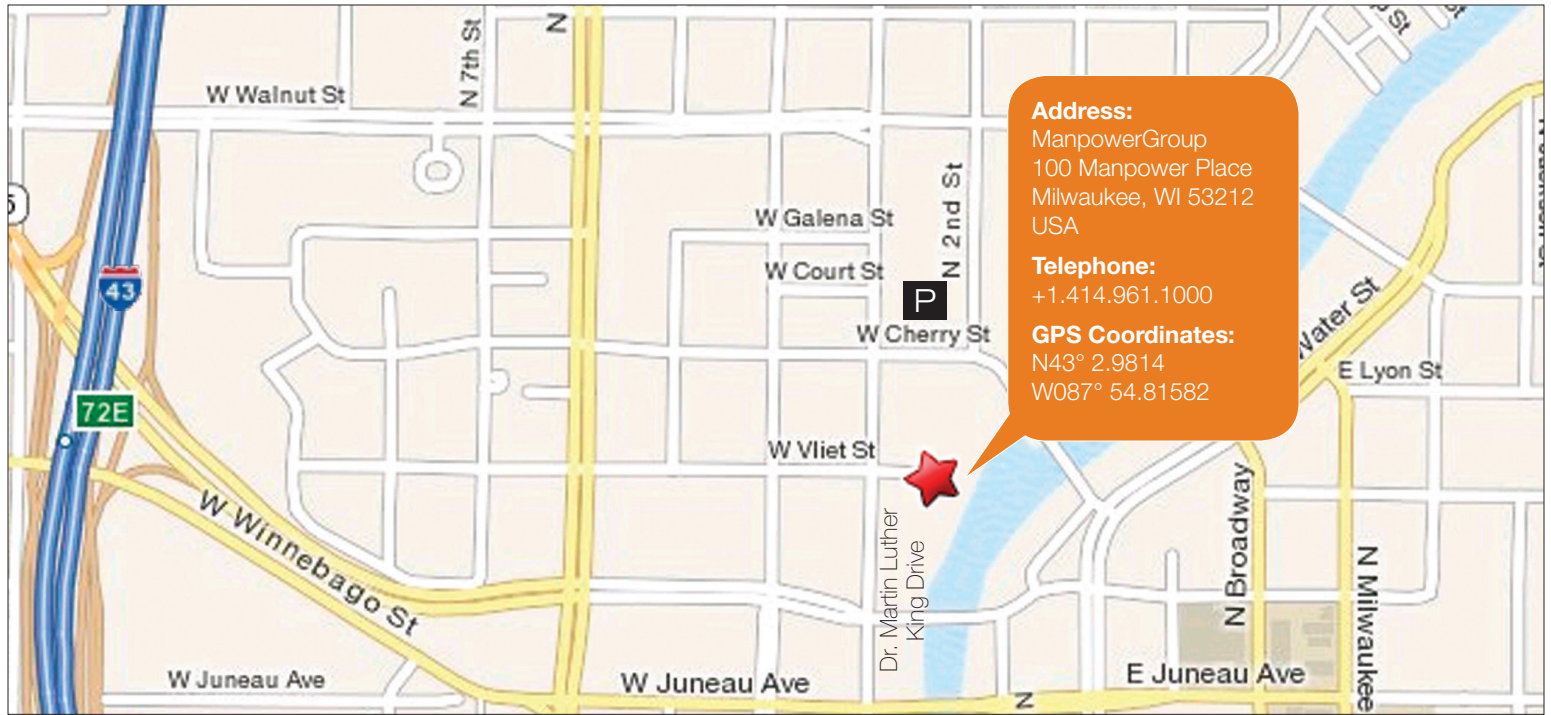 N 7th St
N
St
St
W Walnut St
Address:
ManpowerGroup
100 Manpower Place
Milwaukee, WI 53212
USA
Telephone:
+1.414.961.1000
GPS Coordinates:
N43° 2.9814
W087° 54.81582
N 2nd St
W Galena St
W Court St
43
P
W Cherry St
Water St
E Lyon St
72E
W Vliet St
Dr. Martin Luther
King Drive
W Winnebago St
N Broadway
N Milwaukee
W Juneau Ave
W Juneau Ave
N
E Juneau Ave